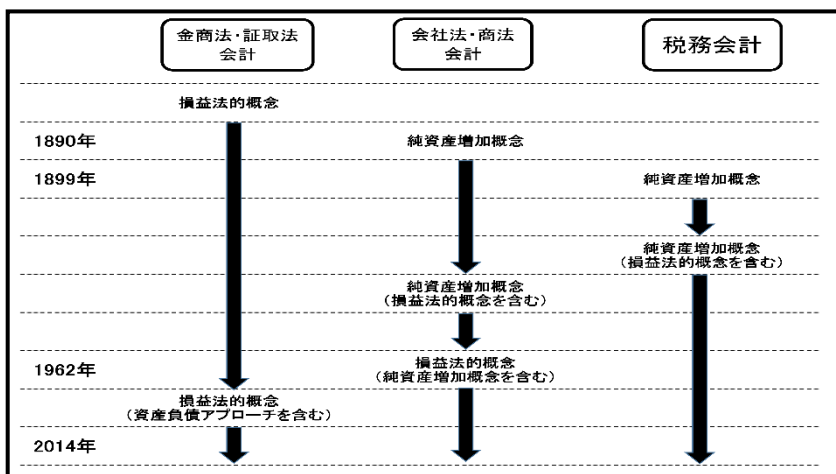 金商法・証取法
会計
会社法・商法
会計
税務会計
損益法的概念
1890年
純資産増加概念
1899年
純資産増加概念
純資産増加概念
(損益法的概念を含む)
純資産増加概念
(損益法的概念を含む)
1962年
損益法的概念
(純資産増加概念を含む)
損益法的概念
(資産負債アプローチを含む)
2014年